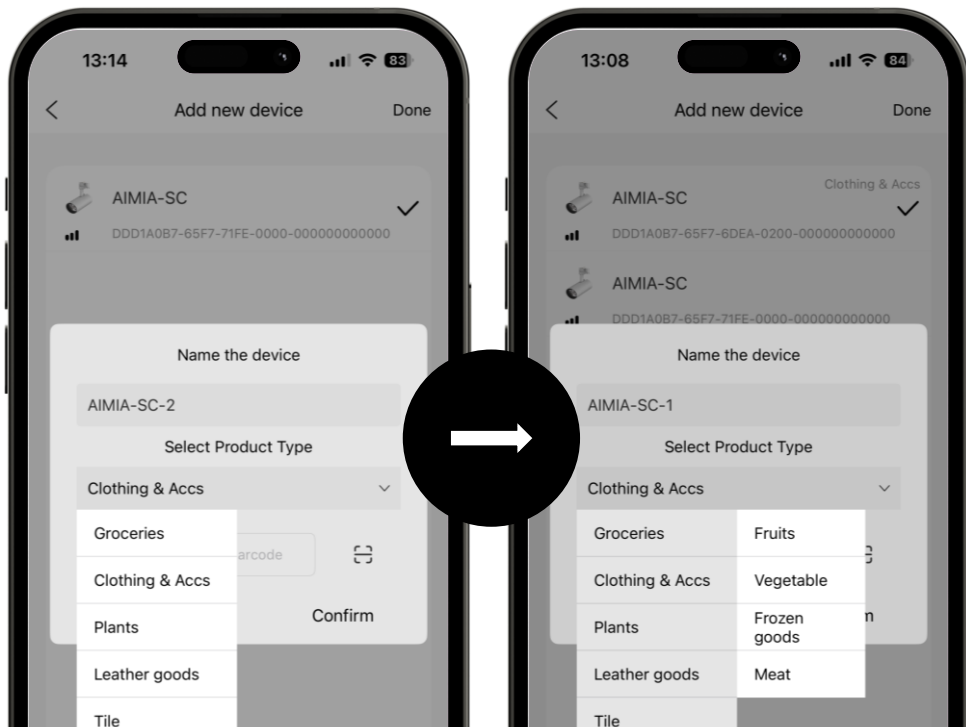 13:14
83
Add new device
Done
AIMIA-SC
DDD1A0B7-65F7-71FE-0000-000000000000
Name the device
AIMIA-SC-2
Select Product Type
Clothing & Accs
Groceries
arcode
Clothing & Accs
Plants
Confirm
Leather goods
Tile
13:08
84
Add new device
Done
Clothing & Accs
AIMIA-SC
DDD1A0B7-65F7-6DEA-0200-000000000000
AIMIA-SC
DDD1A0B7-65F7-71FE-0000-000000000000
Name the device
AIMIA-SC-1
Select Product Type
Clothing & Accs
Groceries
Fruits
Clothing & Accs
Vegetable
Plants
Frozen
goods
m
Leather goods
Meat
Tile